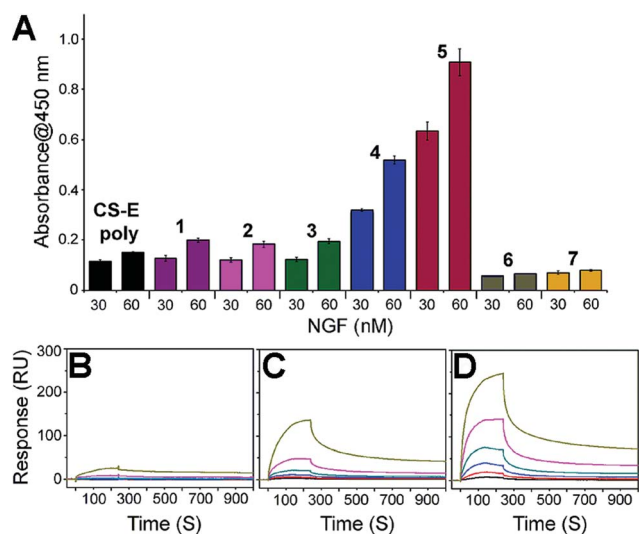 A
Absorbance@450 nm
1.0
0.8
0.6
0.4
0.2
0
CS-E
poly
1
2
3
4
5
6
7
30 60 30 60 30 60 30 60 30 60 30 60 30 60 30 60
NGF (nM)
B
C
D
Response (RU)
300
200
100
0
100 300 500 700 900
100 300 500 700 900
100 300 500 700 900
Time (S)
Time (S)
Time (S)